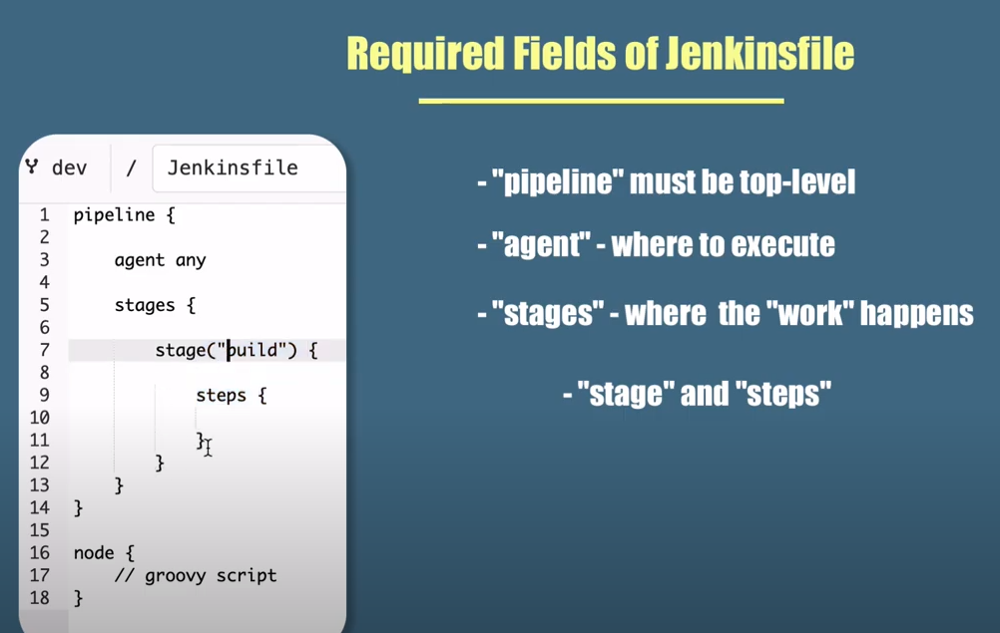 Required Fields of Jenkinsfile
dev / Jenkinsfile
1 pipeline {
2
3 agent any
4
5 stages {
6
7 stage("build") {
8
9 steps {
10
11 }
12 }
13 }
14 }
15
16 node {
17 // groovy script
18 }
- "pipeline" must be top-level
- "agent" - where to execute
- "stages" - where the "work" happens
- "stage" and "steps"